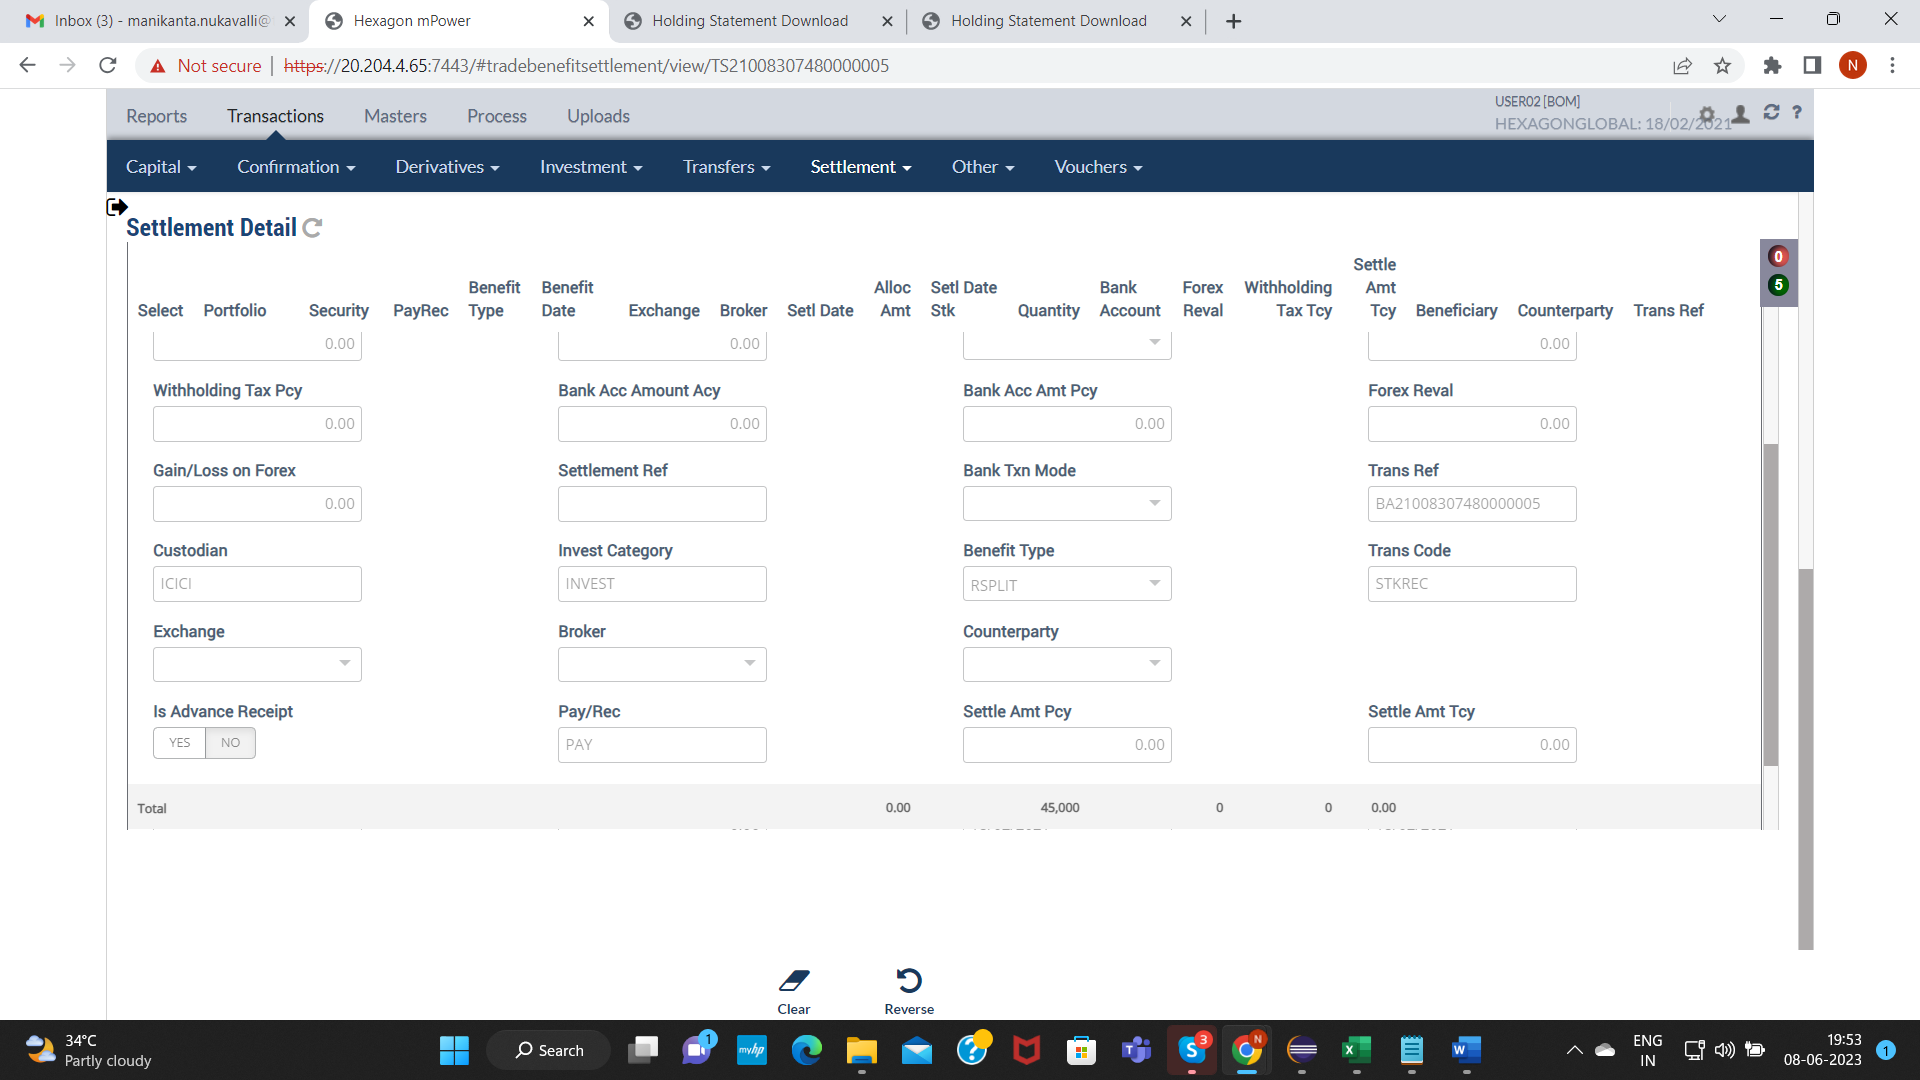 Inbox (3) - manikanta.nukavalli@
Hexagon mPower
Holding Statement Download
Holding Statement Download
Not secure
https://20.204.4.65:7443/#tradebenefitsettlement/view/TS21008307480000005
N
Reports Transactions Masters Process Uploads
USER02 [BOM]
HEXAGONGLOBAL: 18/02/2021
?
Capital Confirmation Derivatives Investment Transfers Settlement Other Vouchers
Settlement Detail
0
5
Select Portfolio Security PayRec Benefit Type Benefit Date Exchange Broker Setl Date Alloc Amt Setl Date Stk Quantity Bank Account Forex Reval Withholding Tax Tcy Settle Amt Tcy Beneficiary Counterparty Trans Ref
0.00 0.00 0.00
Withholding Tax Pcy Bank Acc Amount Acy Bank Acc Amt Pcy Forex Reval
0.00 0.00 0.00 0.00
Gain/Loss on Forex Settlement Ref Bank Txn Mode Trans Ref
0.00 BA21008307480000005
Custodian Invest Category Benefit Type Trans Code
ICICI INVEST RSPLIT STKREC
Exchange Broker Counterparty
Is Advance Receipt Pay/Rec Settle Amt Pcy Settle Amt Tcy
YES NO PAY 0.00 0.00
Total 0.00 45,000 0 0 0.00
Clear Reverse
34°C
Partly cloudy
Search
1
myhp
3
N
ENG
IN
19:53
08-06-2023
1